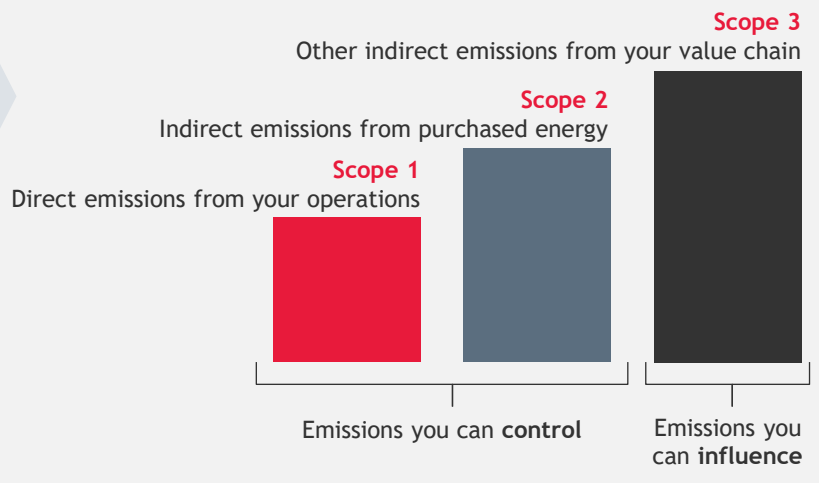 Scope 3
Other indirect emissions from your value chain
Scope 2
Indirect emissions from purchased energy
Scope 1
Direct emissions from your operations
Emissions you can control
Emissions you
can influence